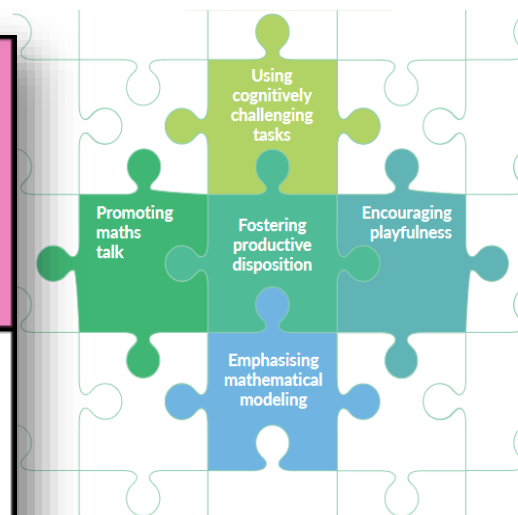 Using
cognitively
challenging
tasks
Promoting
maths
talk
Fostering
productive
disposition
Encouraging
playfulness
Emphasising
mathematical
modeling